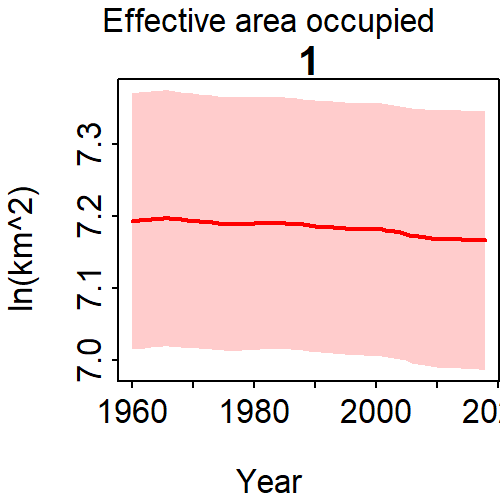 Effective area occupied
1
ln(km^2)
7.3
7.2
7.1
7.0
1960 1980 2000 202
Year